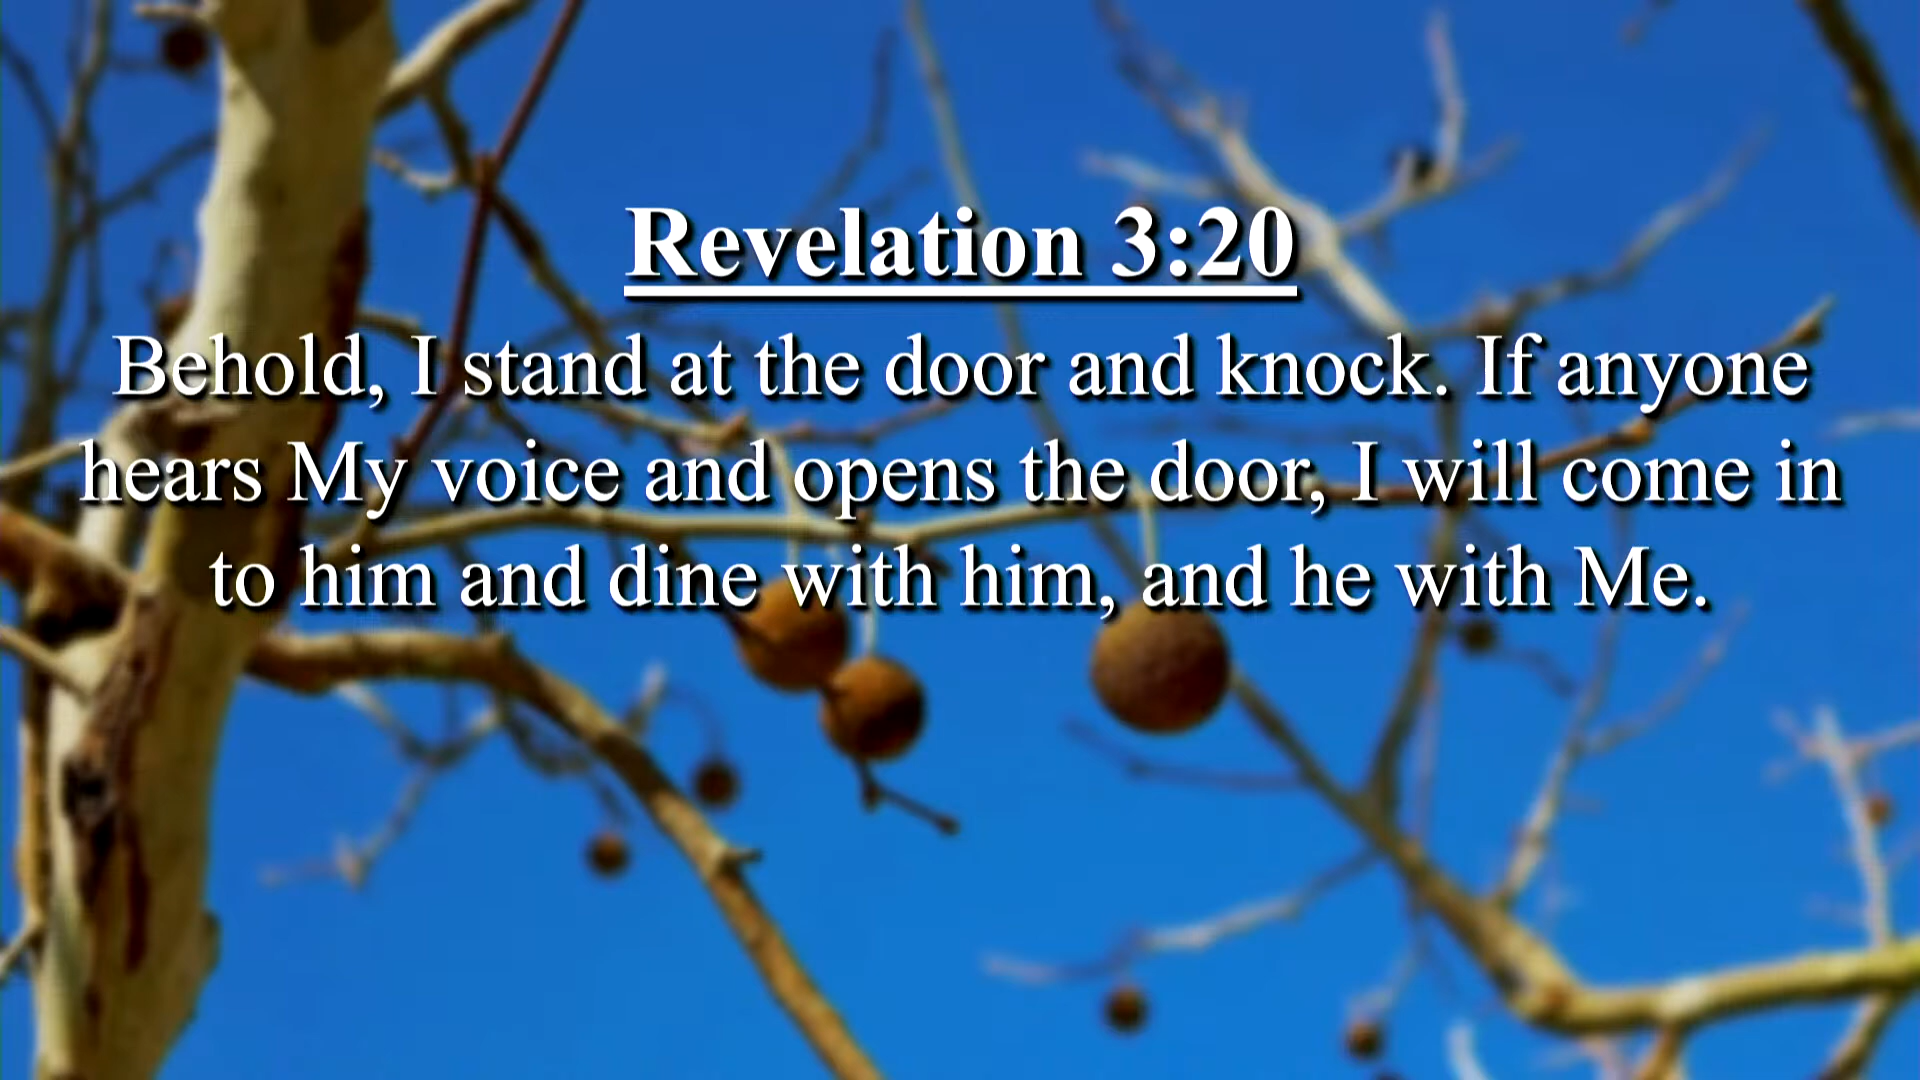 Revelation 3:20
Behold, I stand at the door and knock. If anyone
hears My voice and opens the door, I will come in
to him and dine with him, and he with Me.